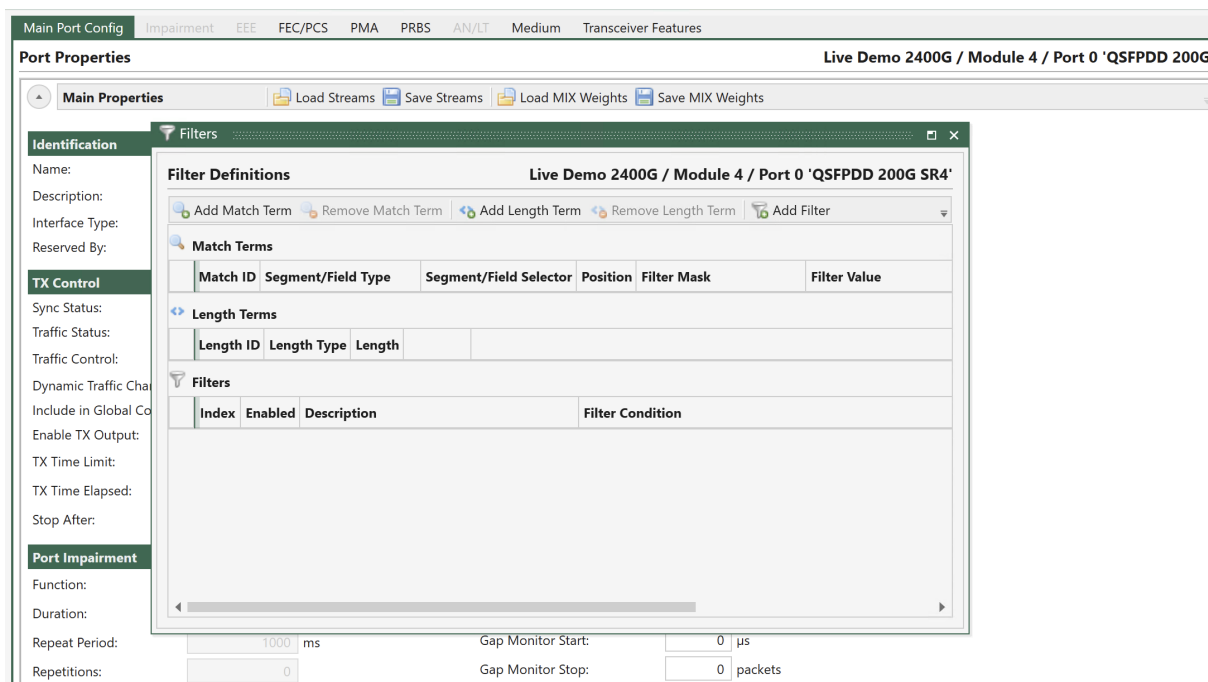 Main Port Config Impairment EEE FEC/PCS PMA PRBS AN/LT Medium Transceiver Features
Port Properties Live Demo 2400G / Module 4 / Port 0 'QSFPDD 200G
Main Properties Load Streams Save Streams Load MIX Weights Save MIX Weights
Filters
Identification
Name:
Description:
Interface Type:
Reserved By:
TX Control
Sync Status:
Traffic Status:
Traffic Control:
Dynamic Traffic Char
Include in Global Co
Enable TX Output:
TX Time Limit:
TX Time Elapsed:
Stop After:
Port Impairment
Function:
Duration:
Repeat Period: 1000 ms
Repetitions: 0
Filter Definitions Live Demo 2400G / Module 4 / Port 0 'QSFPDD 200G SR4'
Add Match Term Remove Match Term Add Length Term Remove Length Term Add Filter
Match Terms
Match ID Segment/Field Type Segment/Field Selector Position Filter Mask Filter Value
Length Terms
Length ID Length Type Length
Filters
Index Enabled Description Filter Condition
Gap Monitor Start: 0 µs
Gap Monitor Stop: 0 packets